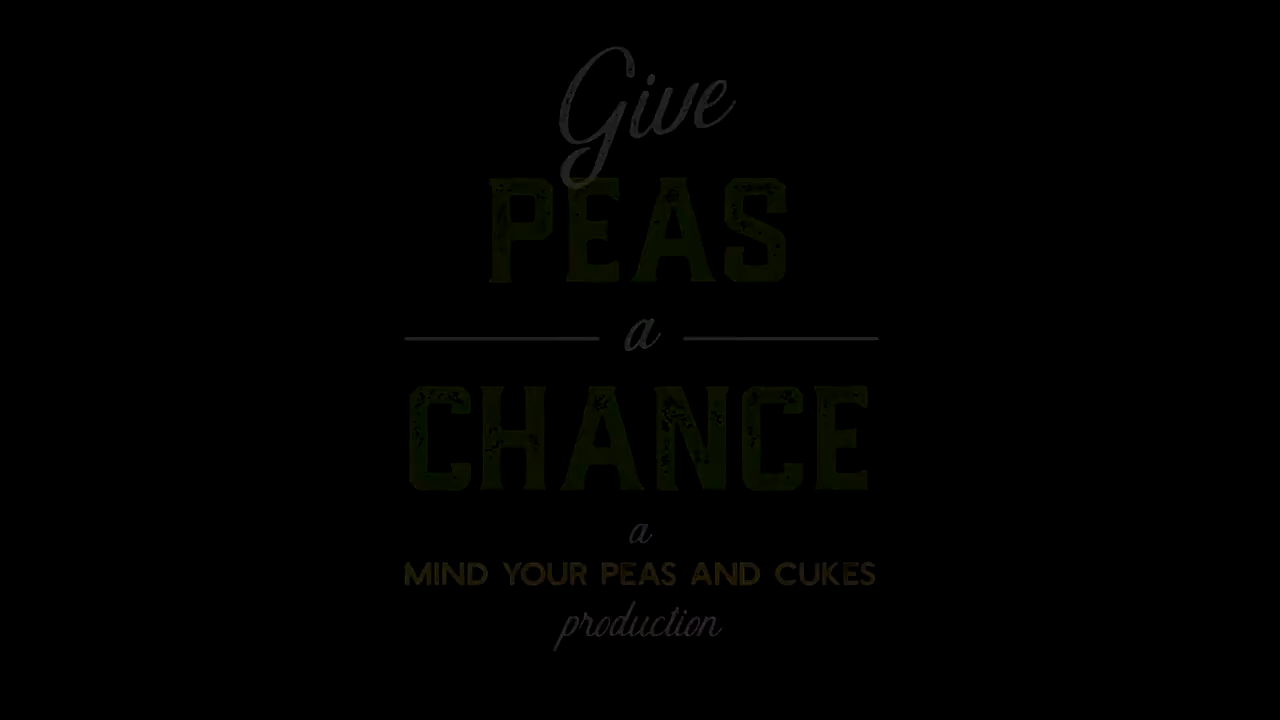 Give
PEAS
a
CHANCE
a
MIND YOUR PEAS AND CUKES
production